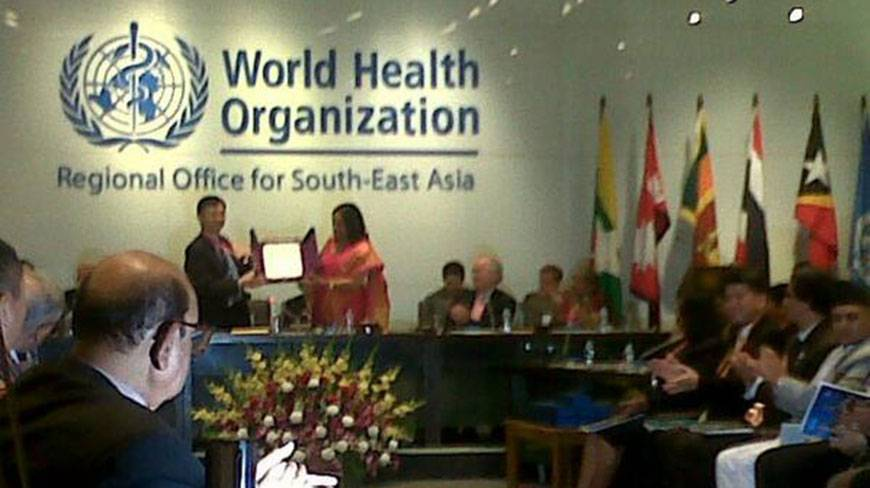 World Health
Organization
Regional Office for South-East Asia